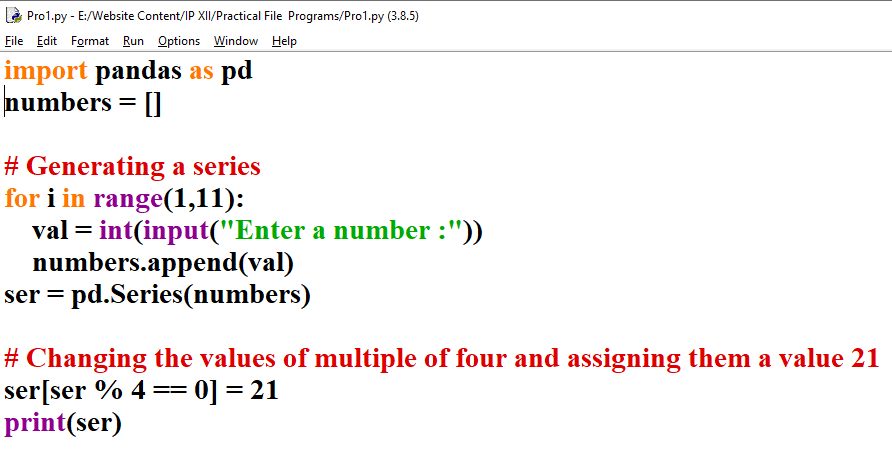 Pro1.py - E:/Website Content/IP XII/Practical File  Programs/Pro1.py (3.8.5)
File Edit Format Run Options Window Help
import pandas as pd
numbers = []
# Generating a series
for i in range(1,11):
    val = int(input("Enter a number :"))
    numbers.append(val)
ser = pd.Series(numbers)
# Changing the values of multiple of four and assigning them a value 21
ser[ser % 4 == 0] = 21
print(ser)